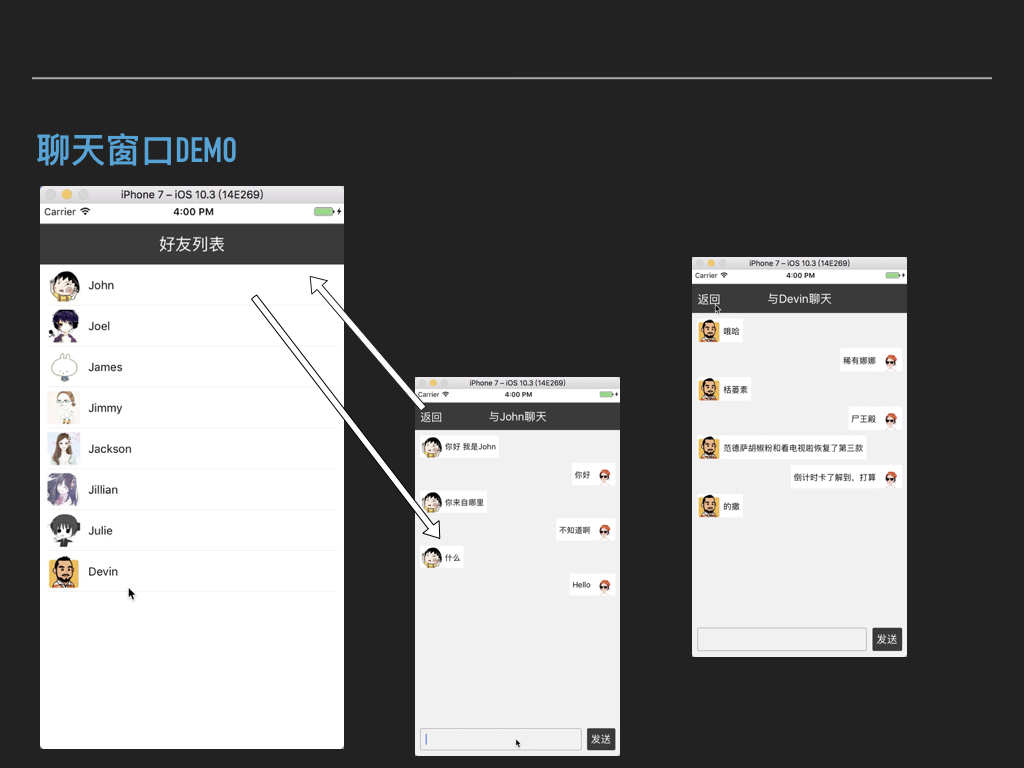 聊天窗口DEMO
iPhone 7 – iOS 10.3 (14E269)
Carrier 4:00 PM
好友列表
John
Joel
James
Jimmy
Jackson
Jillian
Julie
Devin
iPhone 7 – iOS 10.3 (14E269)
Carrier 4:00 PM
返回 与John聊天
你好 我是John
你好
你来自哪里
不知道啊
什么
Hello
发送
iPhone 7 – iOS 10.3 (14E269)
Carrier 4:00 PM
返回 与Devin聊天
哦哈
稀有娜娜
栝蒌素
尸王殿
范德萨胡椒粉和看电视啦恢复了第三款
倒计时卡了解到，打算
的撒
发送